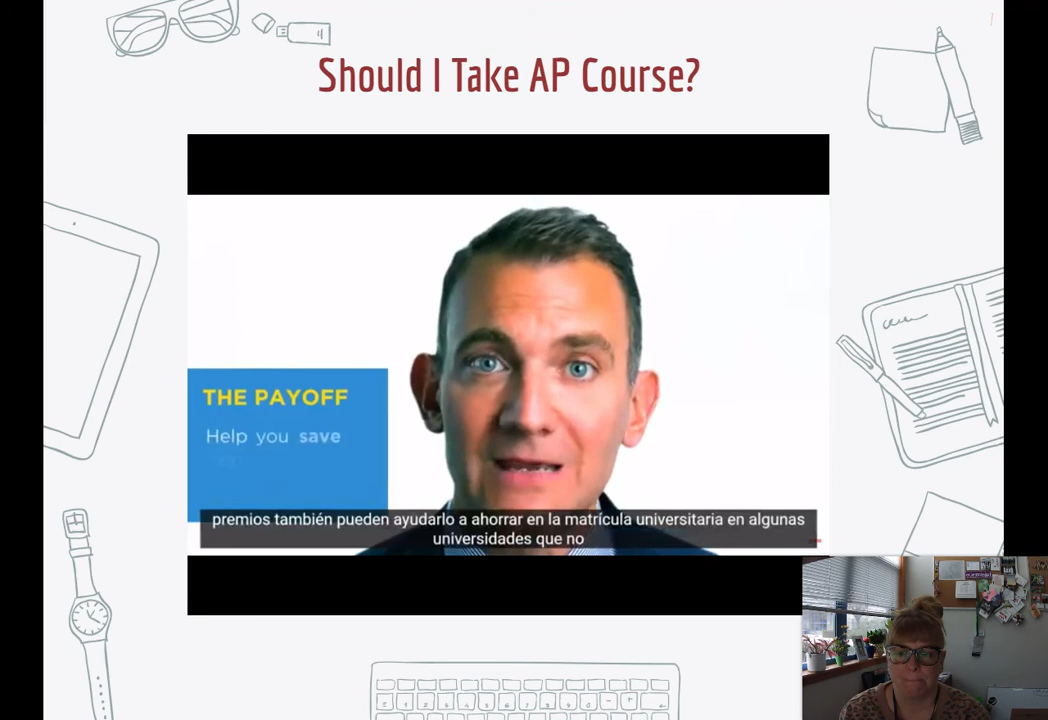 Should I Take AP Course?
THE PAYOFF
Help you save
premios también pueden ayudarlo a ahorrar en la matrícula universitaria en algunas
universidades que no